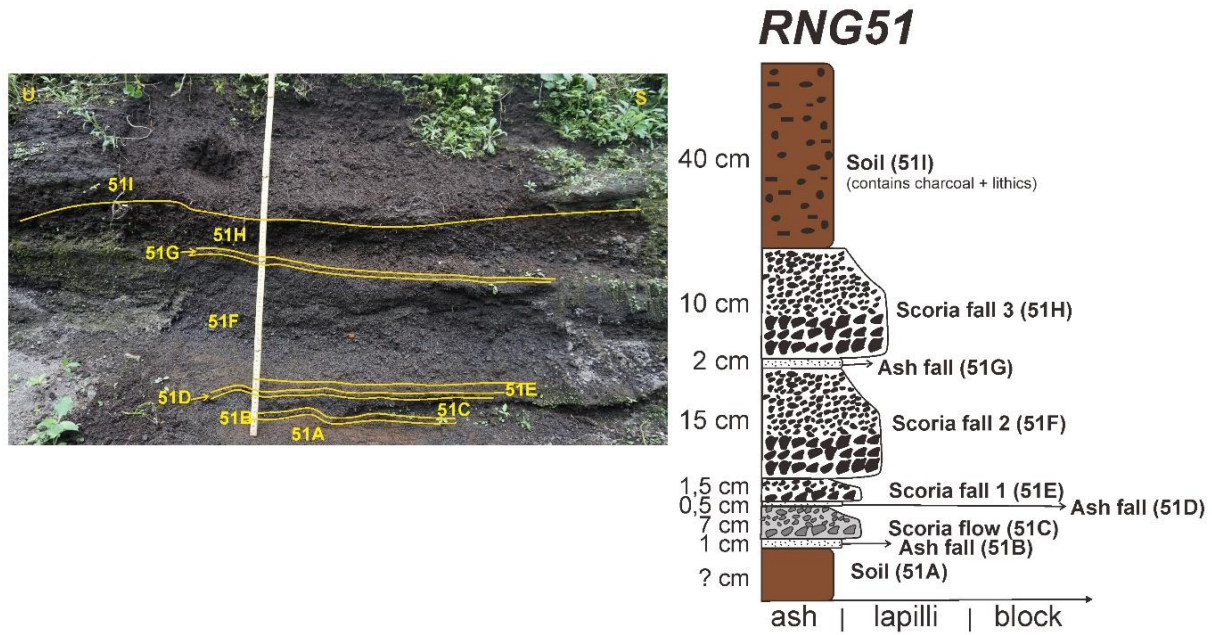 RNG51
U
S
51I
51H
51G
51F
51E
51D
51C
51B
51A
40 cm
Soil (51I)
(contains charcoal + lithics)
10 cm
Scoria fall 3 (51H)
2 cm
Ash fall (51G)
15 cm
Scoria fall 2 (51F)
1,5 cm
Scoria fall 1 (51E)
0,5 cm
Ash fall (51D)
7 cm
Scoria flow (51C)
1 cm
Ash fall (51B)
? cm
Soil (51A)
ash | lapilli | block